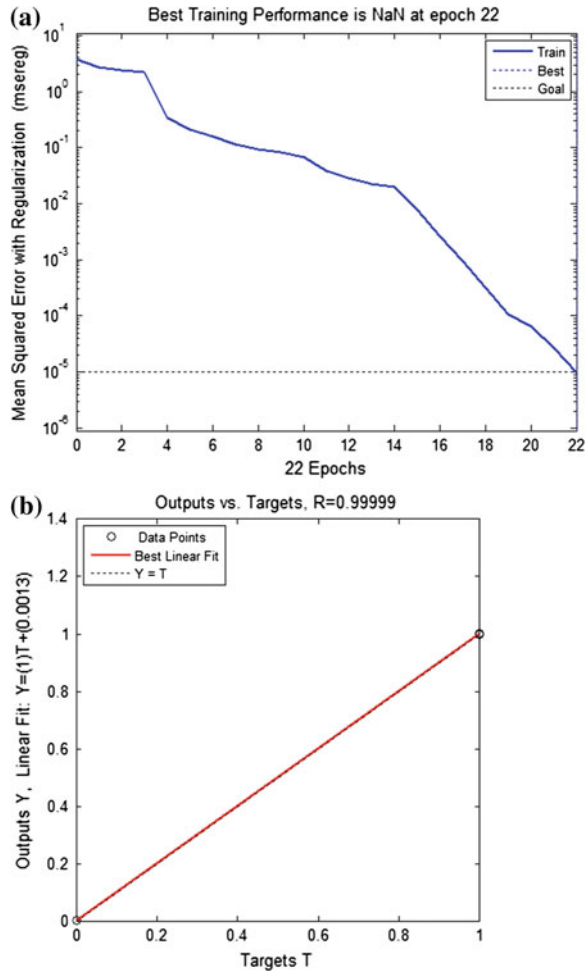 (a)
Best Training Performance is NaN at epoch 22
Mean Squared Error with Regularization (msereg)
10^0
10^-1
10^-2
10^-3
10^-4
10^-5
10^-6
Train
Best
Goal
0 2 4 6 8 10 12 14 16 18 20 22
22 Epochs
(b)
Outputs vs. Targets, R=0.99999
Outputs Y, Linear Fit: Y=(1)T+(0.0013)
1.4
1.2
1
0.8
0.6
0.4
0.2
0
Data Points
Best Linear Fit
Y = T
0 0.2 0.4 0.6 0.8 1
Targets T